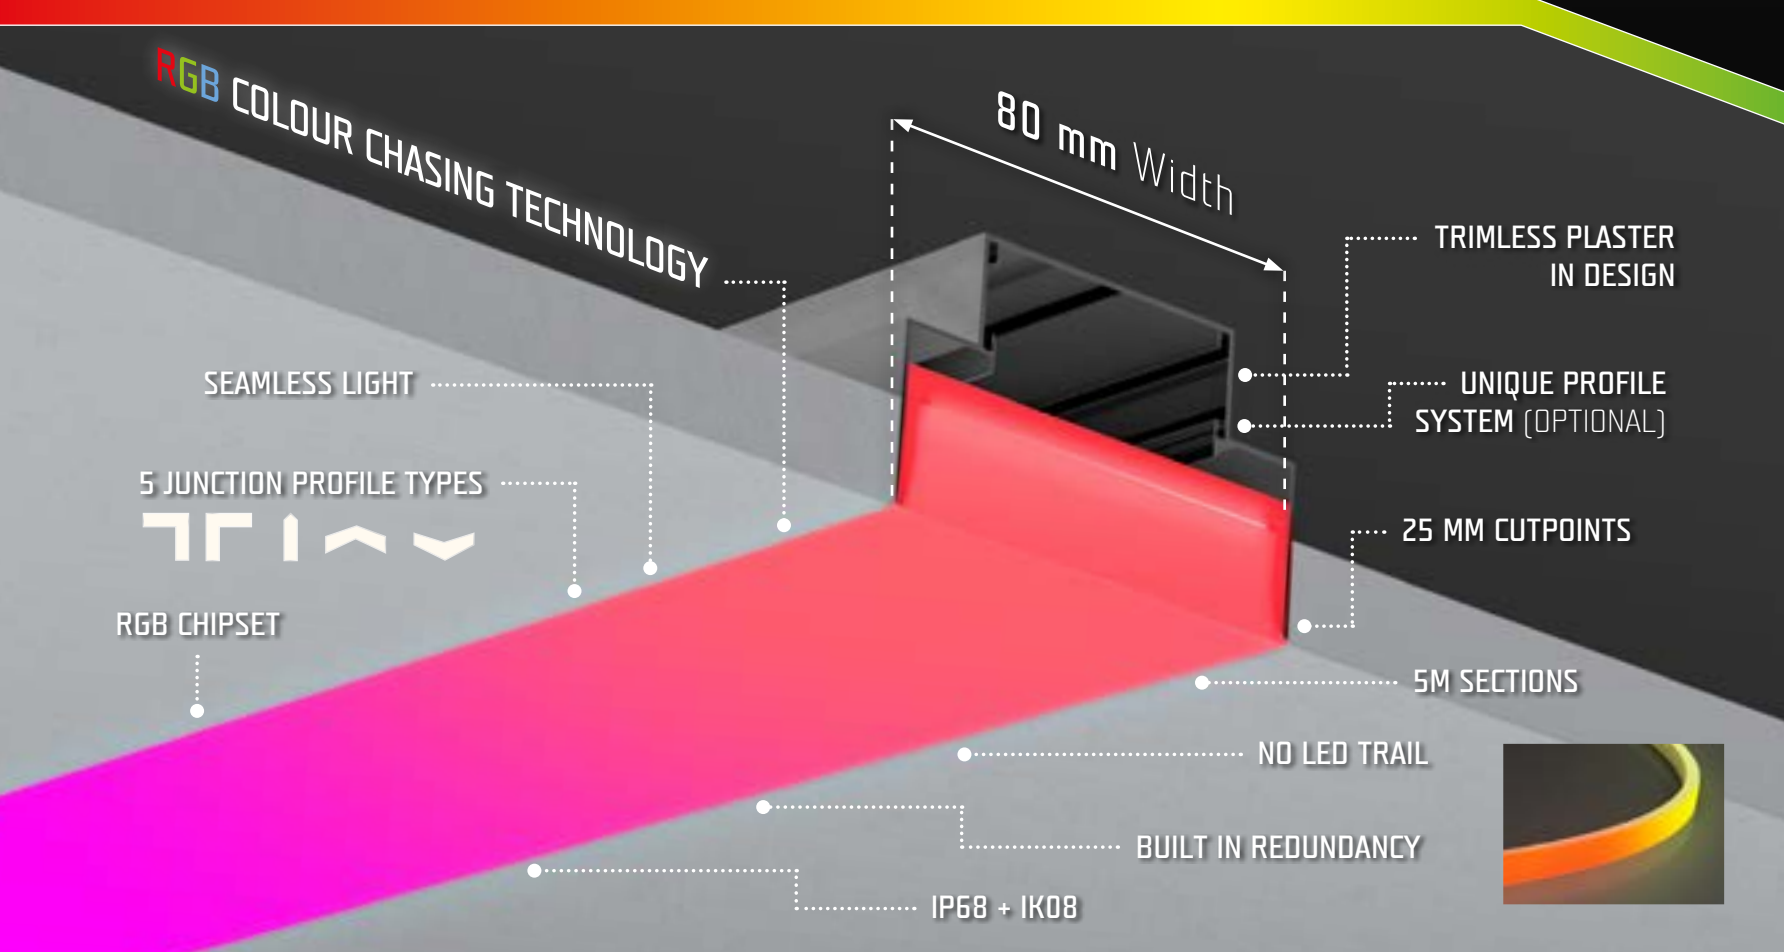 RGB COLOUR CHASING TECHNOLOGY
80 mm Width
TRIMLESS PLASTER
IN DESIGN
SEAMLESS LIGHT
UNIQUE PROFILE
SYSTEM (OPTIONAL)
5 JUNCTION PROFILE TYPES
25 MM CUTPOINTS
RGB CHIPSET
5M SECTIONS
NO LED TRAIL
BUILT IN REDUNDANCY
IP68 + IK08